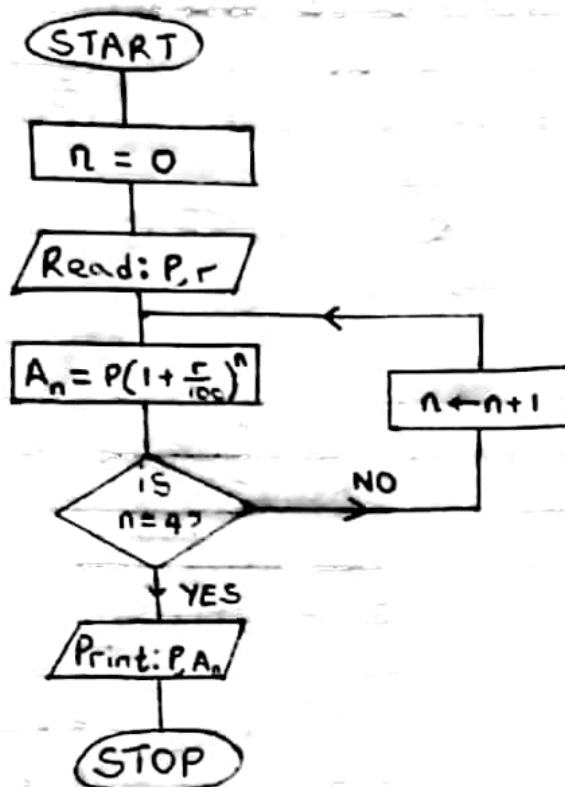 START
n = 0
Read: P, r
Aₙ = P(1 + r/100)ⁿ
n ← n+1
is
n = 4?
NO
YES
Print: P, Aₙ
STOP